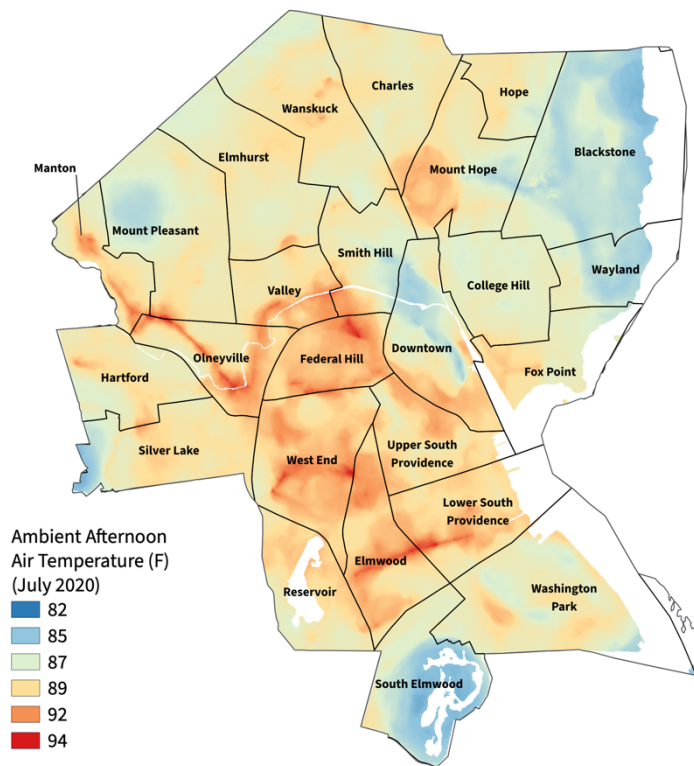 Charles
Hope
Wanskuck
Blackstone
Elmhurst
Manton
Mount Hope
Mount Pleasant
Smith Hill
Wayland
College Hill
Valley
Downtown
Olneyville
Federal Hill
Fox Point
Hartford
Silver Lake
Upper South
Providence
West End
Lower South
Providence
Elmwood
Reservoir
Washington
Park
South Elmwood
Ambient Afternoon
Air Temperature (F)
(July 2020)
82
85
87
89
92
94